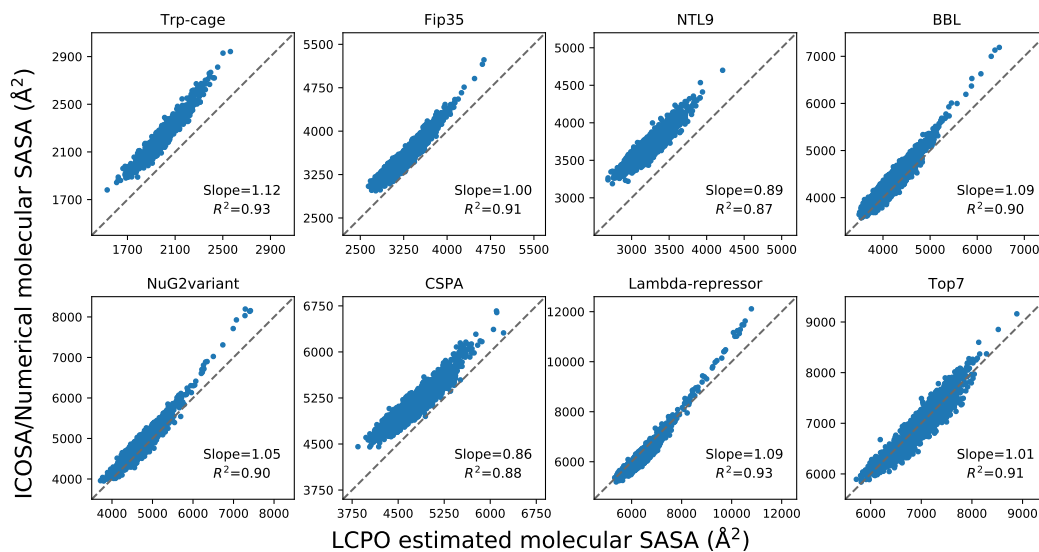 Trp-cage
Fip35
NTL9
BBL
2900
2500
2100
1700
1700 2100 2500 2900
Slope=1.12
R²=0.93
5500
4750
4000
3250
2500
2500 3250 4000 4750 5500
Slope=1.00
R²=0.91
5000
4500
4000
3500
3000
3000 3500 4000 4500 5000
Slope=0.89
R²=0.87
7000
6000
5000
4000
4000 5000 6000 7000
Slope=1.09
R²=0.90
NuG2variant
CSPA
Lambda-repressor
Top7
8000
7000
6000
5000
4000
4000 5000 6000 7000 8000
Slope=1.05
R²=0.90
6750
6000
5250
4500
3750
3750 4500 5250 6000 6750
Slope=0.86
R²=0.88
12000
10000
8000
6000
6000 8000 10000 12000
Slope=1.09
R²=0.93
9000
8000
7000
6000
6000 7000 8000 9000
Slope=1.01
R²=0.91
ICOSA/Numerical molecular SASA (Å²)
LCPO estimated molecular SASA (Å²)